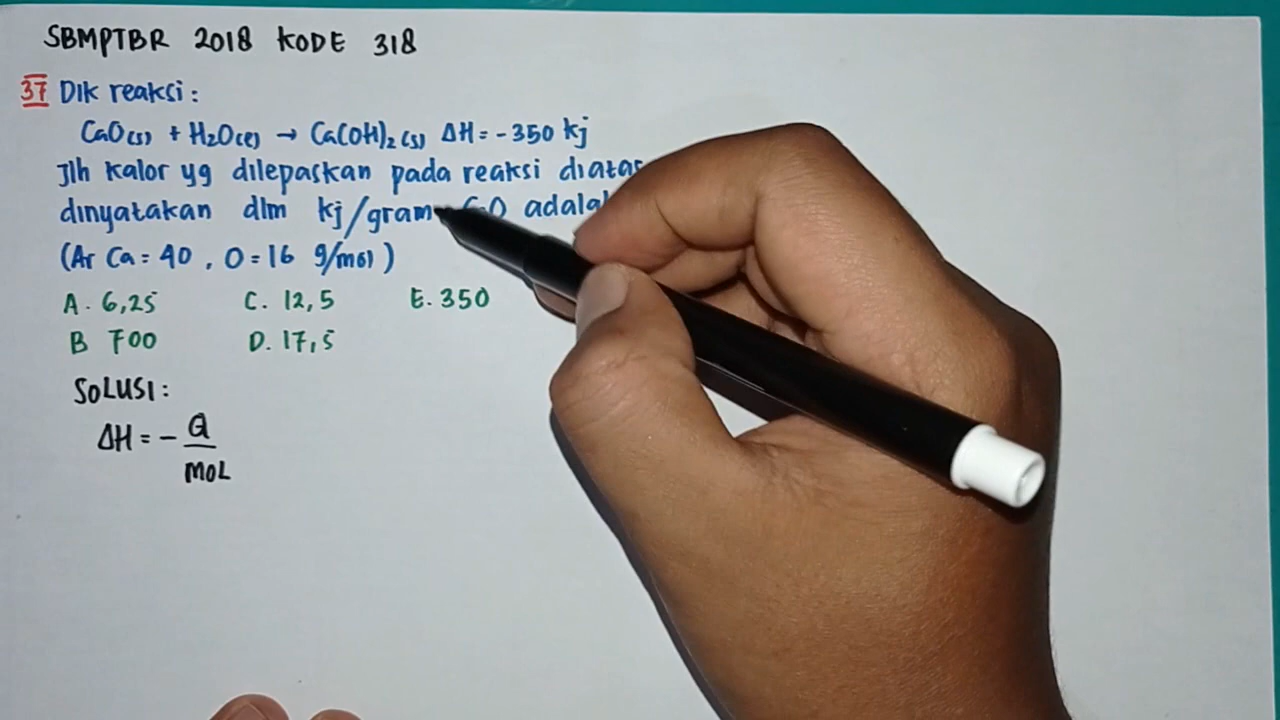 SBMPTBR 2018 KODE 318
37 Dik reaksi :
CaO(s) + H2O(l) → Ca(OH)2 (s) ΔH = - 350 kj
Jlh kalor yg dilepaskan pada reaksi diatas
dinyatakan dlm kj/gram adalah
(Ar Ca = 40 , O = 16 g/mol )
A. 6,25 C. 12,5 E. 350
B 700 D. 17,5
SOLUSI :
ΔH = - Q
MOL